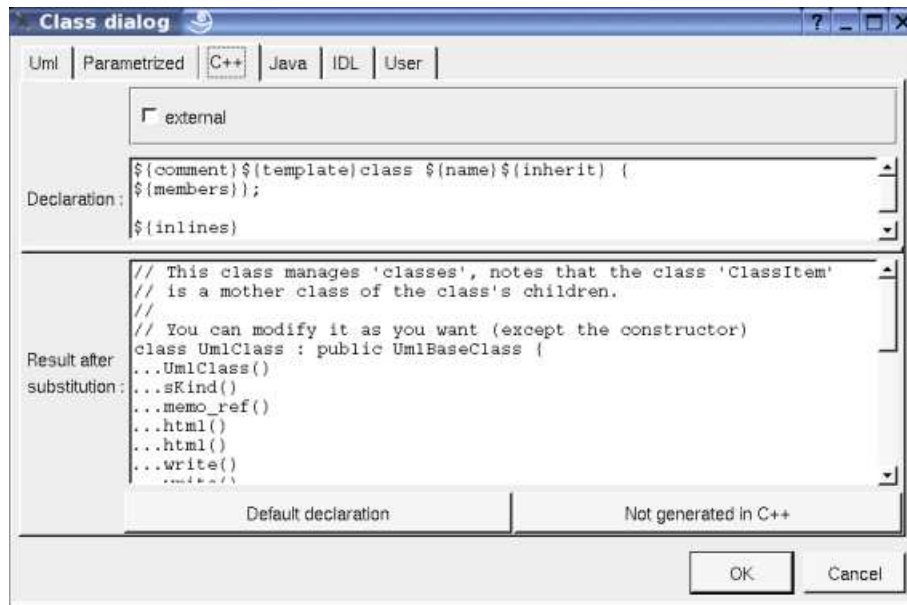 Class dialog
? _ X
Uml Parametrized C++ Java IDL User
external
Declaration :
${comment}${template}class ${name}${inherit} {
${members}};
${inlines}
Result after
substitution :
// This class manages 'classes', notes that the class 'ClassItem'
// is a mother class of the class's children.
//
// You can modify it as you want (except the constructor)
class UmlClass : public UmlBaseClass {
...UmlClass()
...sKind()
...memo_ref()
...html()
...html()
...write()
Default declaration Not generated in C++
OK Cancel